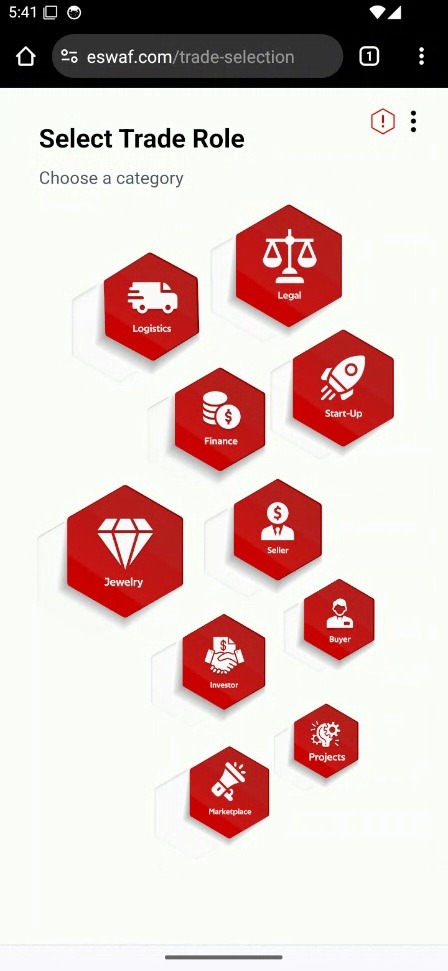 5:41
eswaf.com/trade-selection
1
Select Trade Role
Choose a category
Legal
Logistics
Start-Up
$
Finance
$
Seller
Jewelry
Buyer
$
Investor
Projects
Marketplace